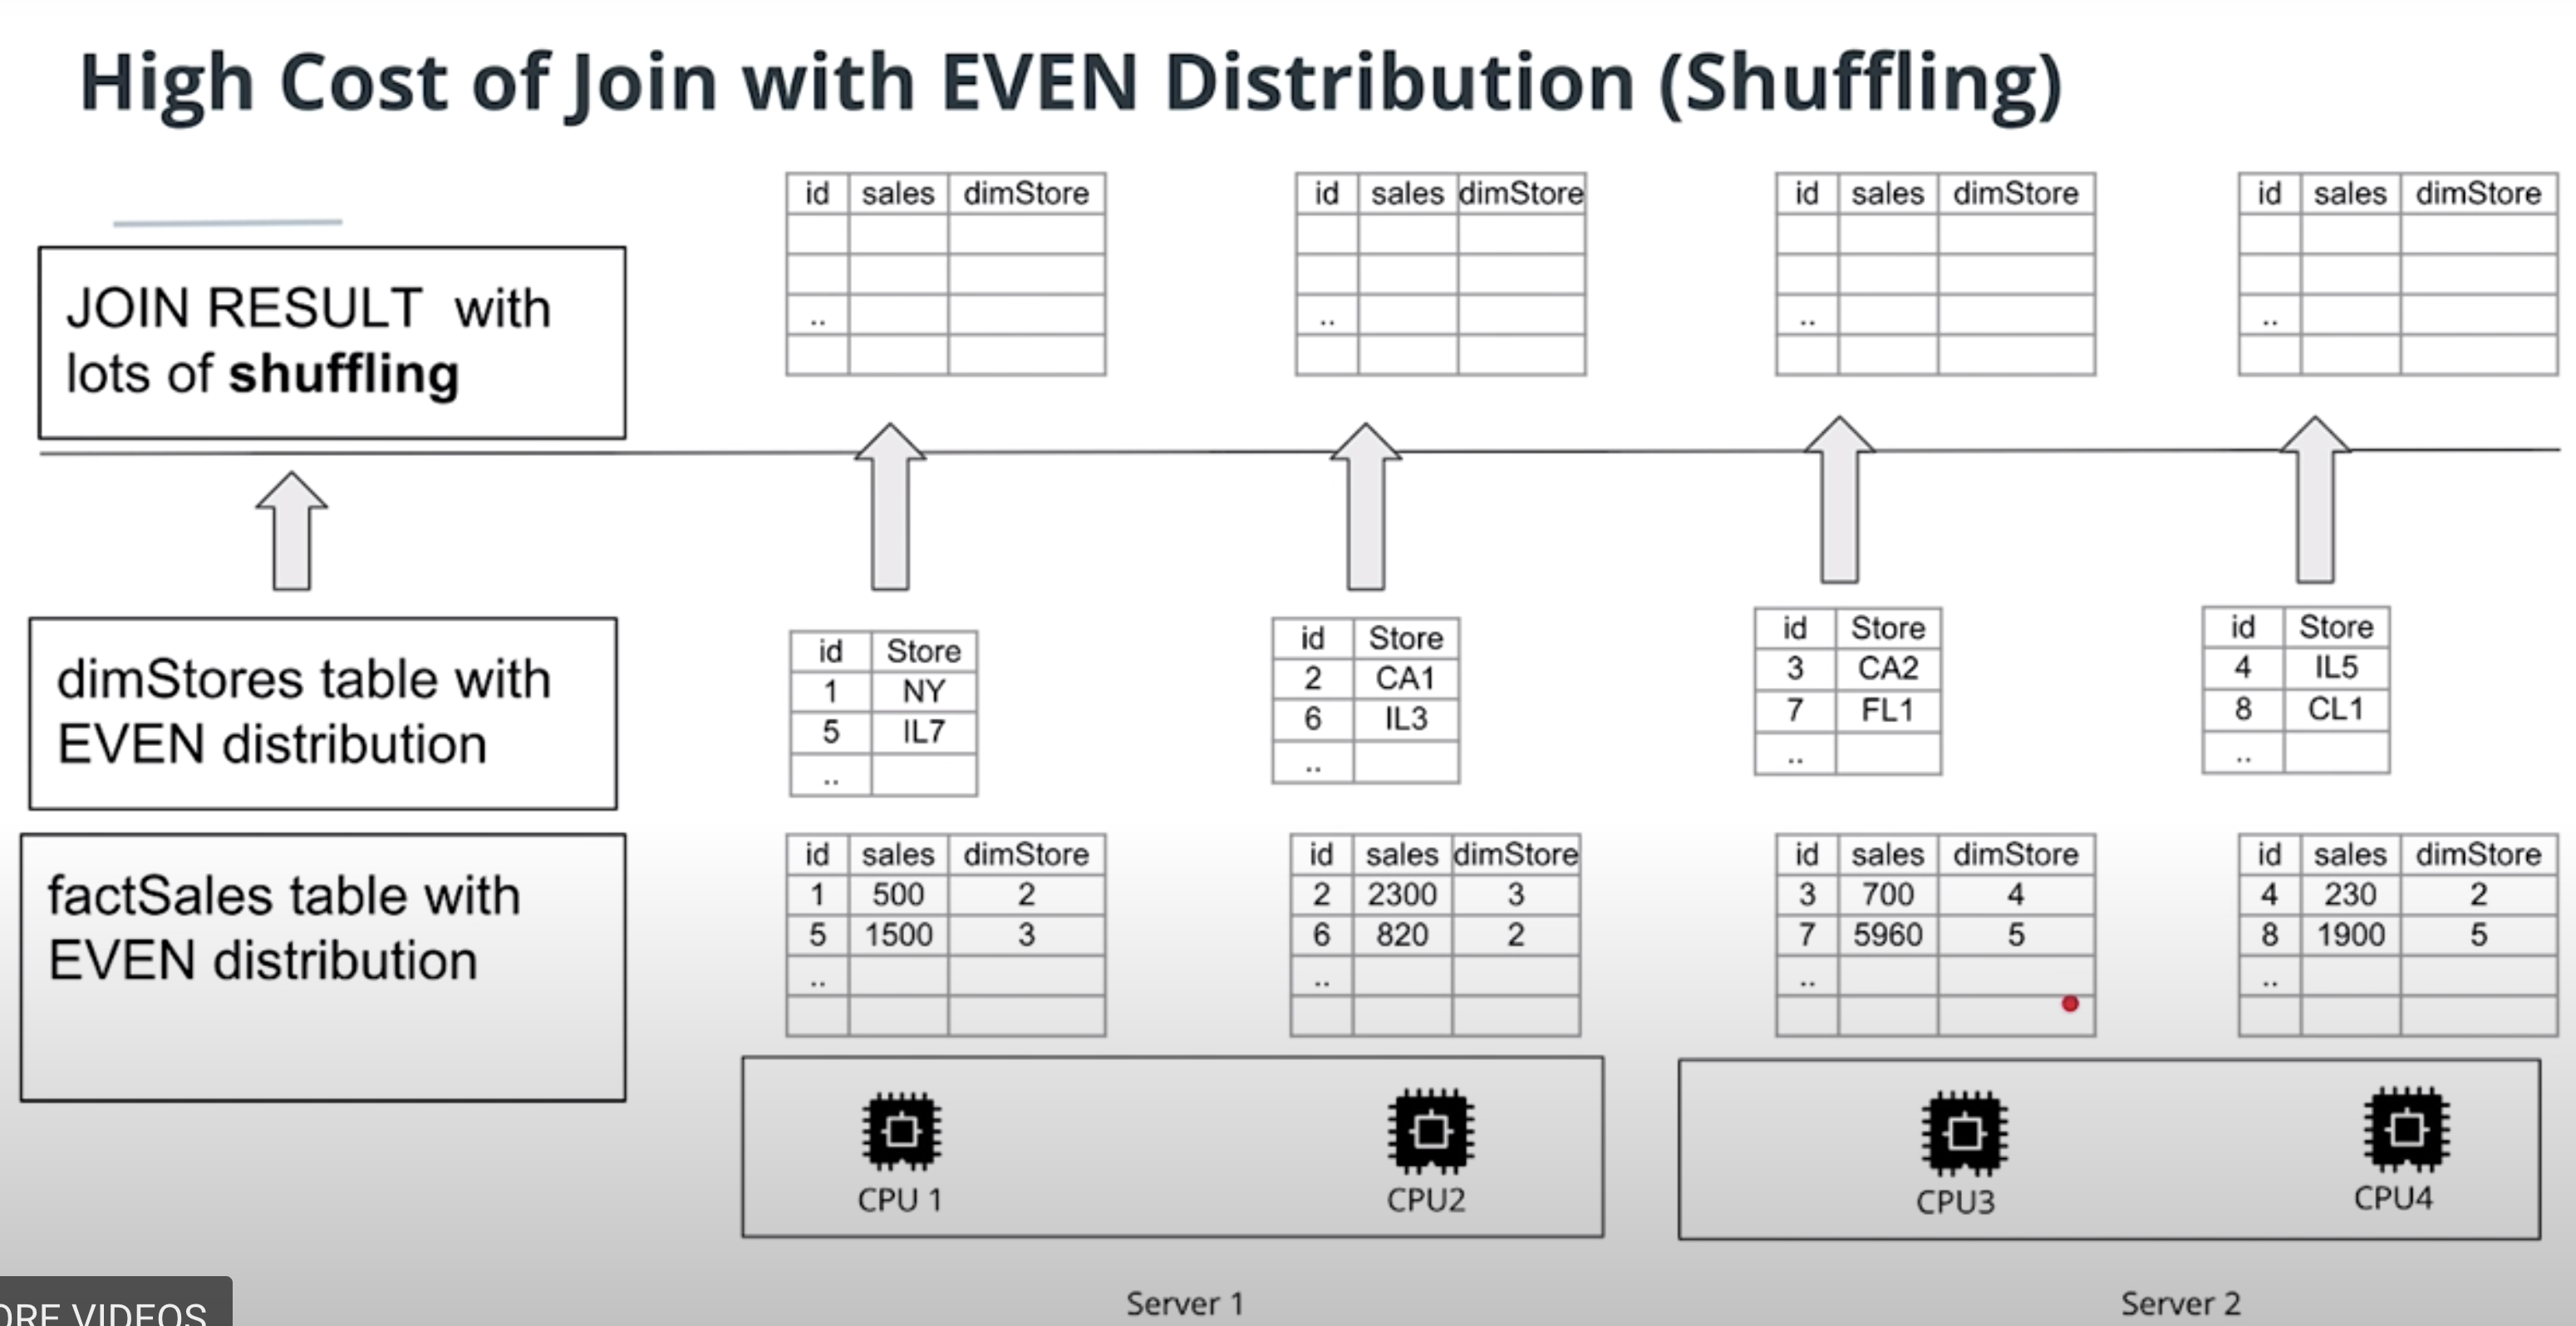 High Cost of Join with EVEN Distribution (Shuffling)
id sales dimStore
..
id sales dimStore
..
id sales dimStore
..
id sales dimStore
..
JOIN RESULT with
lots of shuffling
dimStores table with
EVEN distribution
id Store
1 NY
5 IL7
..
id Store
2 CA1
6 IL3
..
id Store
3 CA2
7 FL1
..
id Store
4 IL5
8 CL1
..
factSales table with
EVEN distribution
id sales dimStore
1 500 2
5 1500 3
..
id sales dimStore
2 2300 3
6 820 2
..
id sales dimStore
3 700 4
7 5960 5
..
id sales dimStore
4 230 2
8 1900 5
..
CPU 1
CPU2
CPU3
CPU4
Server 1
Server 2
ORE VIDEOS